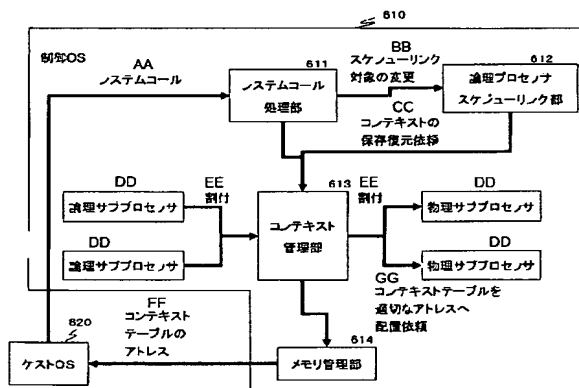 610
制御OS
AA
システムコール
611
システムコール
処理部
BB
スケジューリング
対象の変更
612
論理プロセッサ
スケジューリング部
CC
コンテキストの
保存復元依頼
DD
論理サブプロセッサ
EE
割付
613
コンテキスト
管理部
EE
割付
DD
物理サブプロセッサ
DD
論理サブプロセッサ
DD
物理サブプロセッサ
GG
コンテキストテーブルを
適切なアドレスへ
配置依頼
FF
コンテキスト
テーブルの
アドレス
620
ゲストOS
614
メモリ管理部